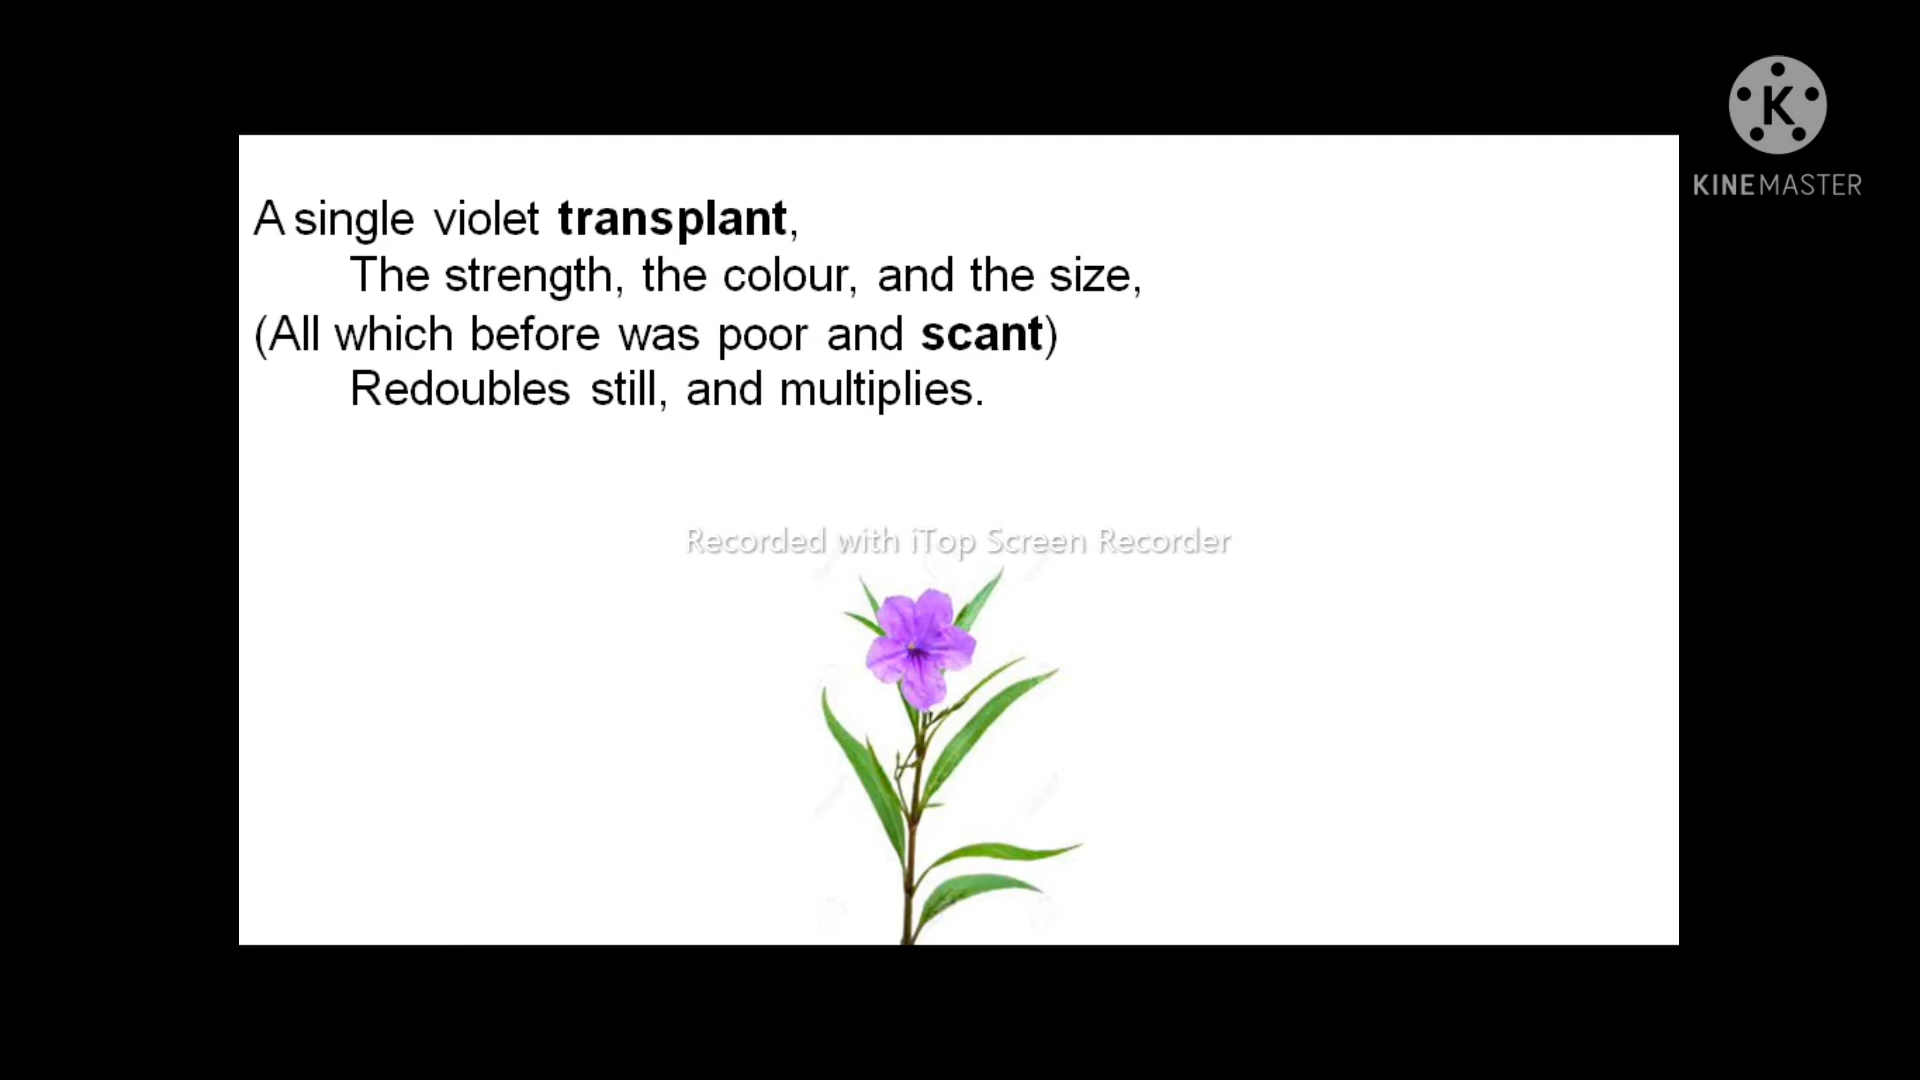 A single violet transplant,
The strength, the colour, and the size,
(All which before was poor and scant)
Redoubles still, and multiplies.
Recorded with iTop Screen Recorder
K
KINEMASTER